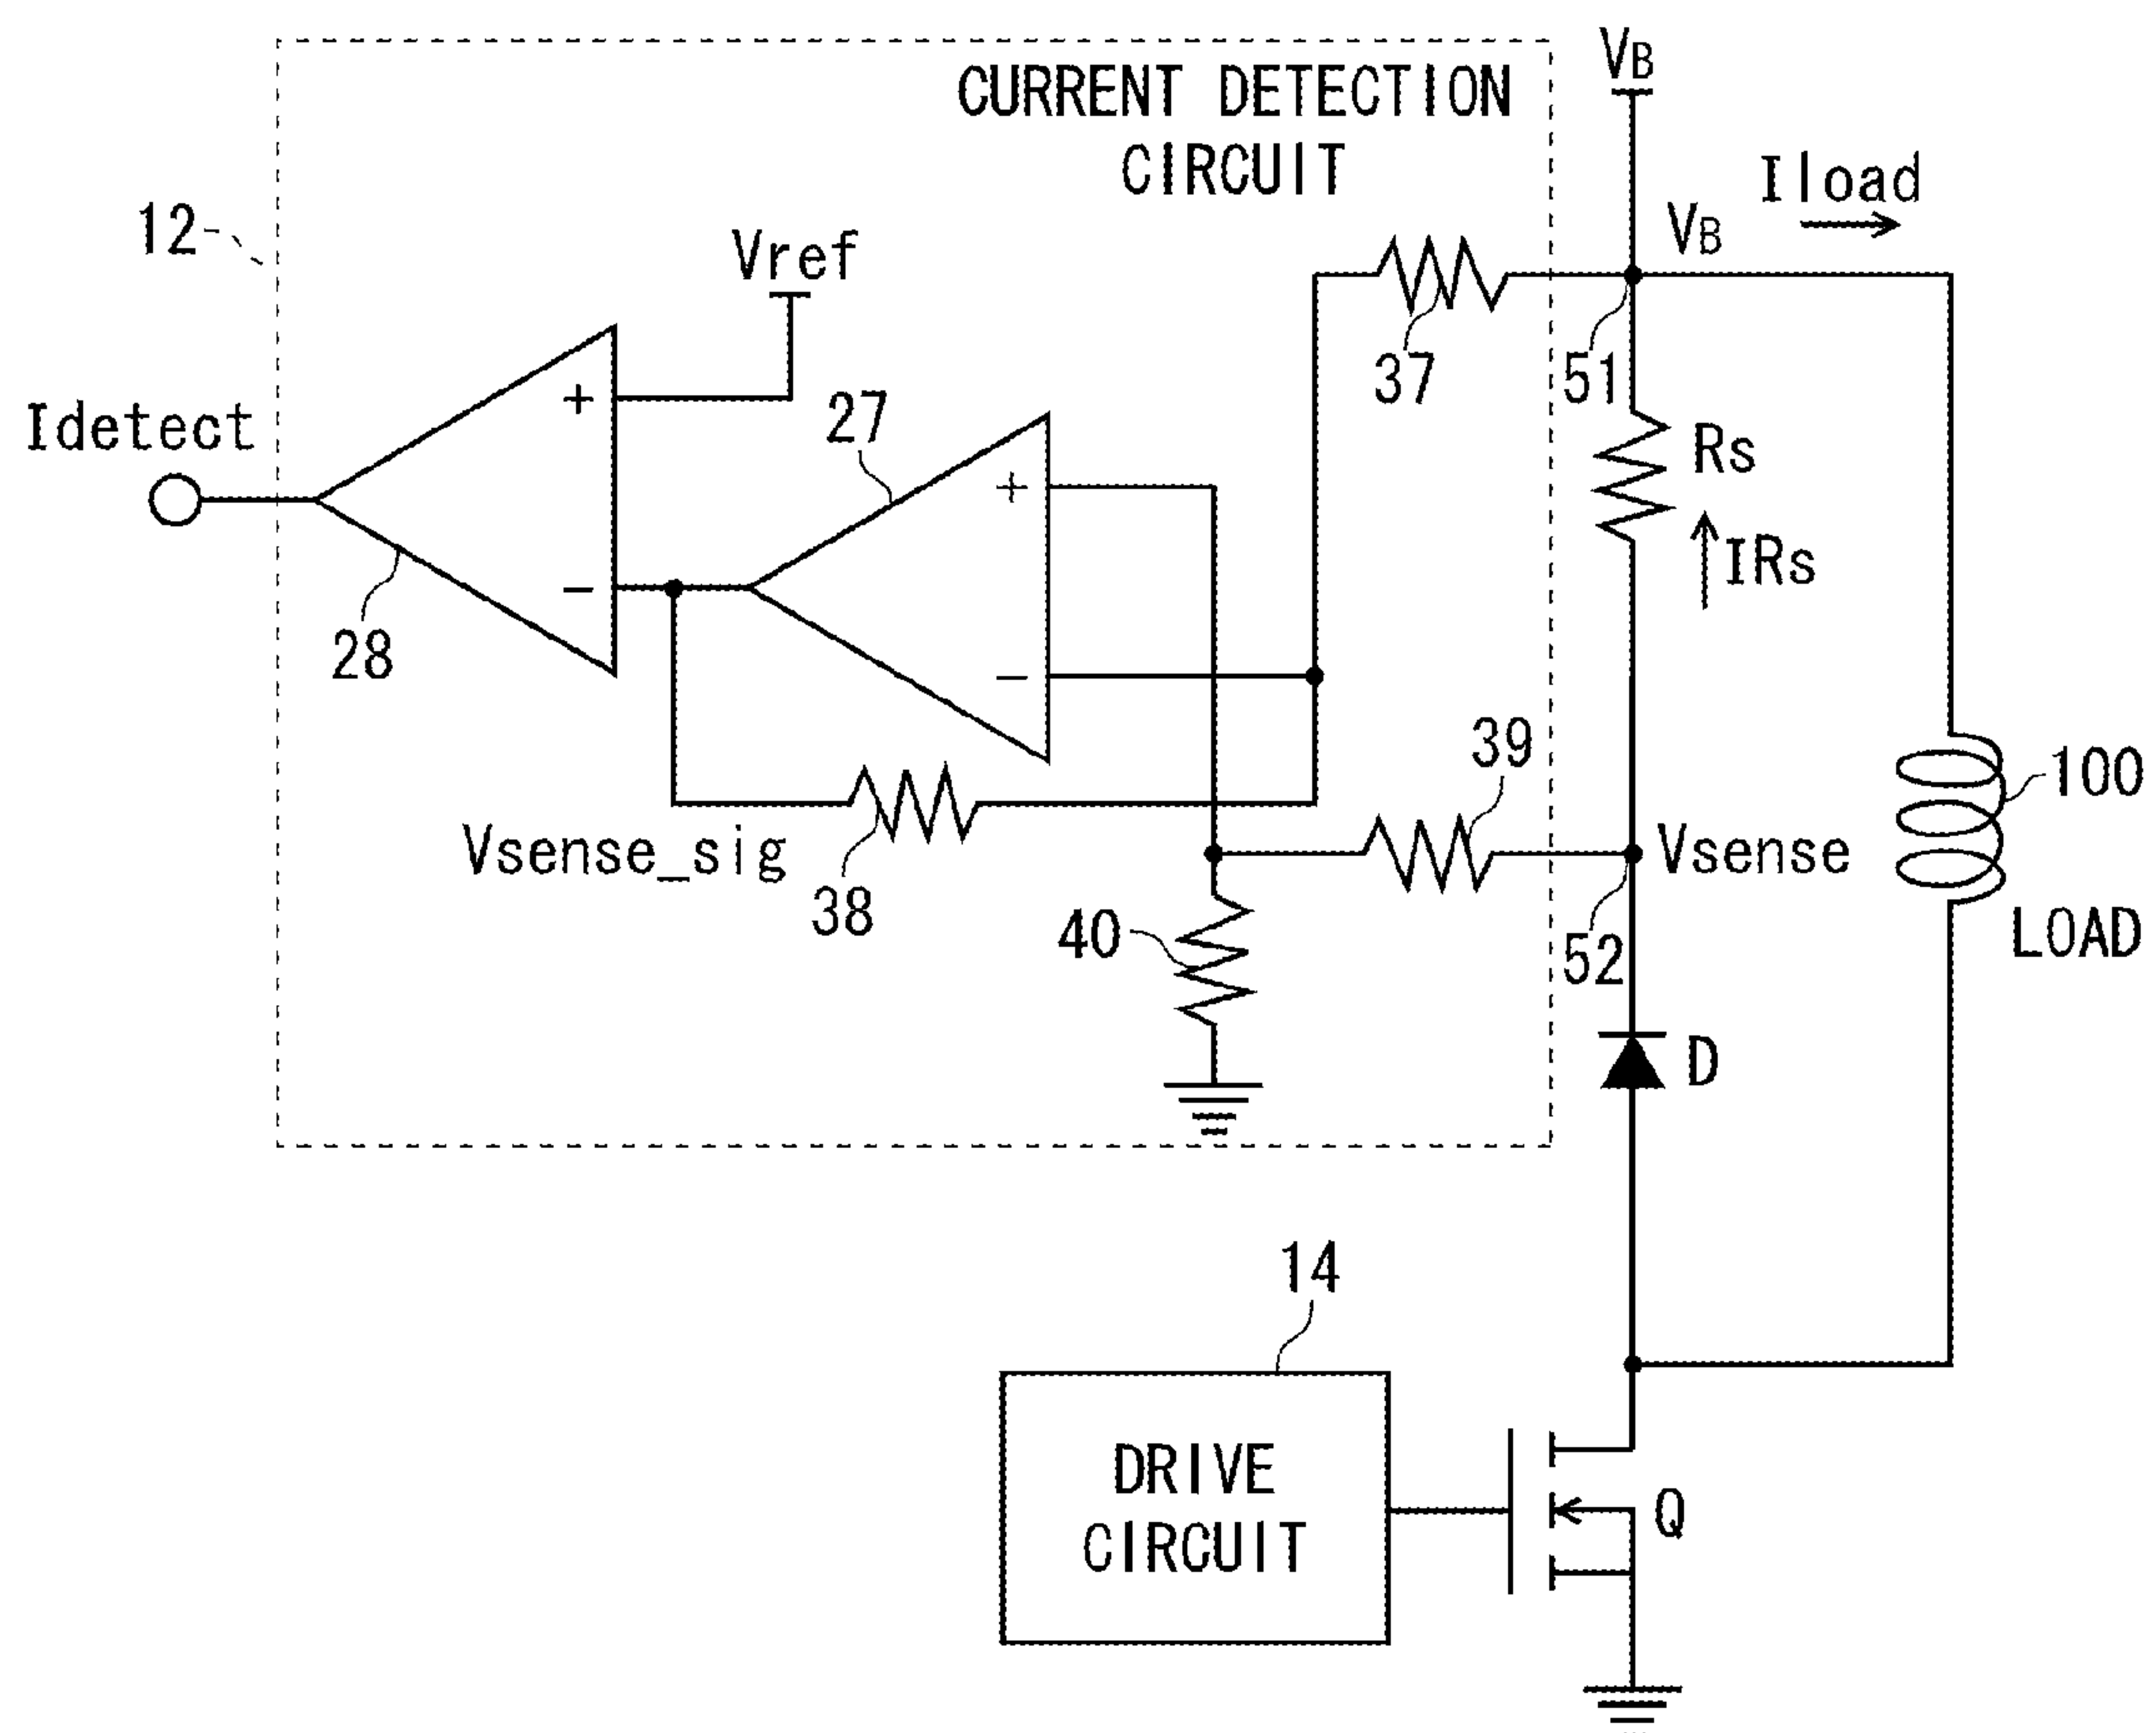 VB
CURRENT DETECTION
CIRCUIT
Iload
12
Vref
VB
37
51
Idetect
+
27
+
Rs
IRs
28
−
−
39
100
Vsense_sig
38
Vsense
40
52
LOAD
D
14
DRIVE
CIRCUIT
Q